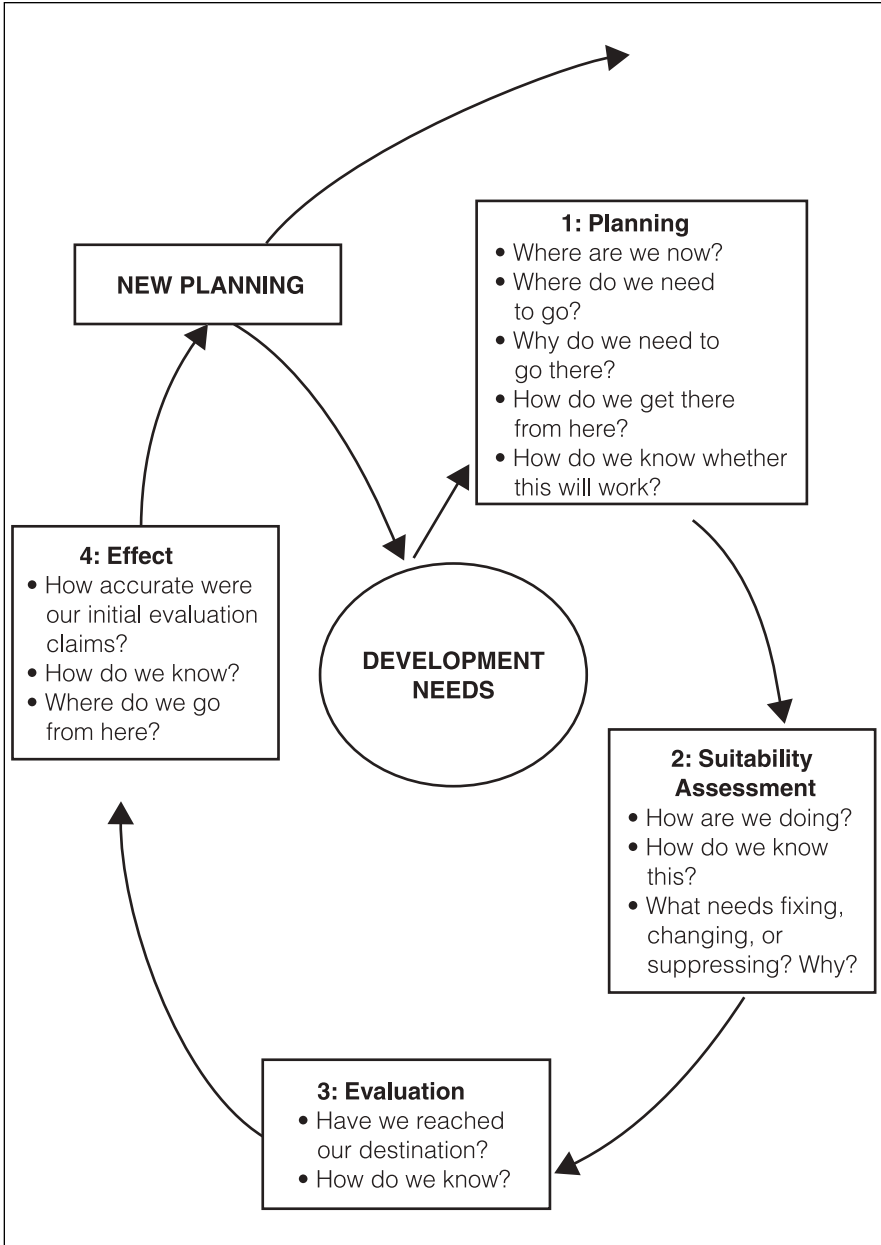 NEW PLANNING
1: Planning
• Where are we now?
• Where do we need
to go?
• Why do we need to
go there?
• How do we get there
from here?
• How do we know whether
this will work?
4: Effect
• How accurate were
our initial evaluation
claims?
• How do we know?
• Where do we go
from here?
DEVELOPMENT
NEEDS
2: Suitability
Assessment
• How are we doing?
• How do we know
this?
• What needs fixing,
changing, or
suppressing? Why?
3: Evaluation
• Have we reached
our destination?
• How do we know?